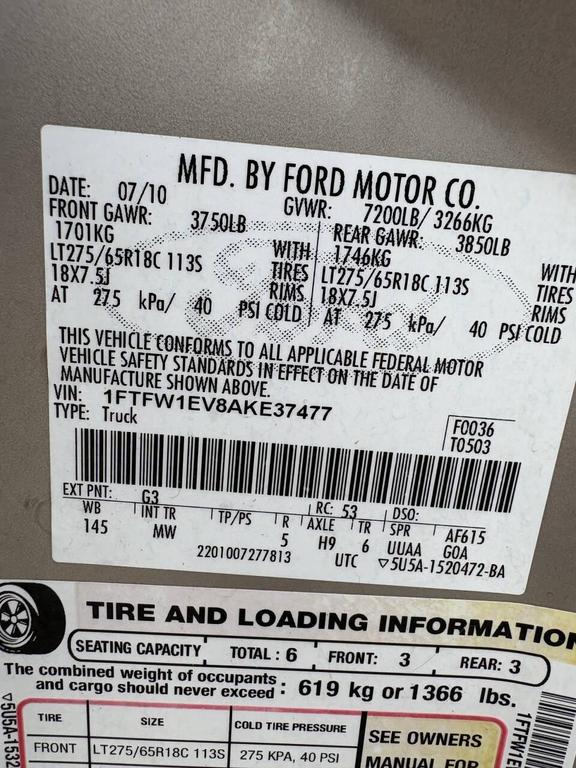 MFD. BY FORD MOTOR CO.
DATE: 07/10 GVWR: 7200LB/ 3266KG
FRONT GAWR: 3750LB REAR GAWR: 3850LB
1701KG WITH 1746KG WITH
LT275/65R18C 113S TIRES LT275/65R18C 113S TIRES
18X7.5J RIMS 18X7.5J RIMS
AT 275 kPa/ 40 PSI COLD AT 275 kPa/ 40 PSI COLD
THIS VEHICLE CONFORMS TO ALL APPLICABLE FEDERAL MOTOR
VEHICLE SAFETY STANDARDS IN EFFECT ON THE DATE OF
MANUFACTURE SHOWN ABOVE.
VIN: 1FTFW1EV8AKE37477
TYPE: Truck
F0036
T0503
EXT PNT: G3 RC: 53 DSO:
WB INT TR TP/PS R AXLE TR SPR AF615
145 MW 5 H9 6 UUAA GOA
2201007277813 UTC ▽5U5A-1520472-BA
TIRE AND LOADING INFORMATION
SEATING CAPACITY TOTAL : 6 FRONT: 3 REAR: 3
The combined weight of occupants
and cargo should never exceed : 619 kg or 1366 lbs.
TIRE SIZE COLD TIRE PRESSURE SEE OWNERS
FRONT LT275/65R18C 113S 275 KPA, 40 PSI MANUAL FOR
▽5U5A-1532
1FTFW1E